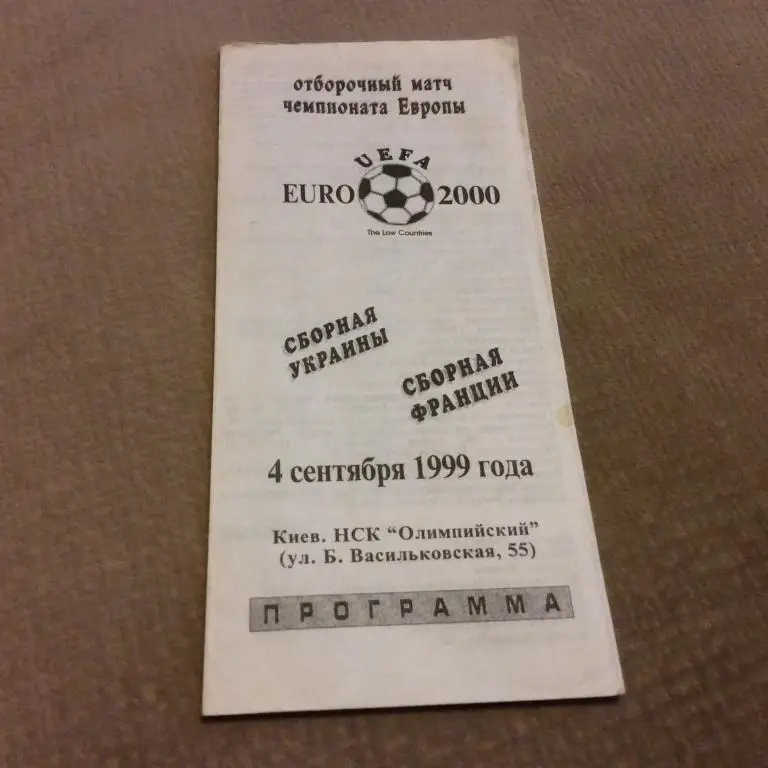 отборочный матч
чемпионата Европы
UEFA
EURO 2000
The Low Countries
СБОРНАЯ
УКРАИНЫ
СБОРНАЯ
ФРАНЦИИ
4 сентября 1999 года
Киев. НСК “Олимпийский”
(ул. Б. Васильковская, 55)
ПРОГРАММА